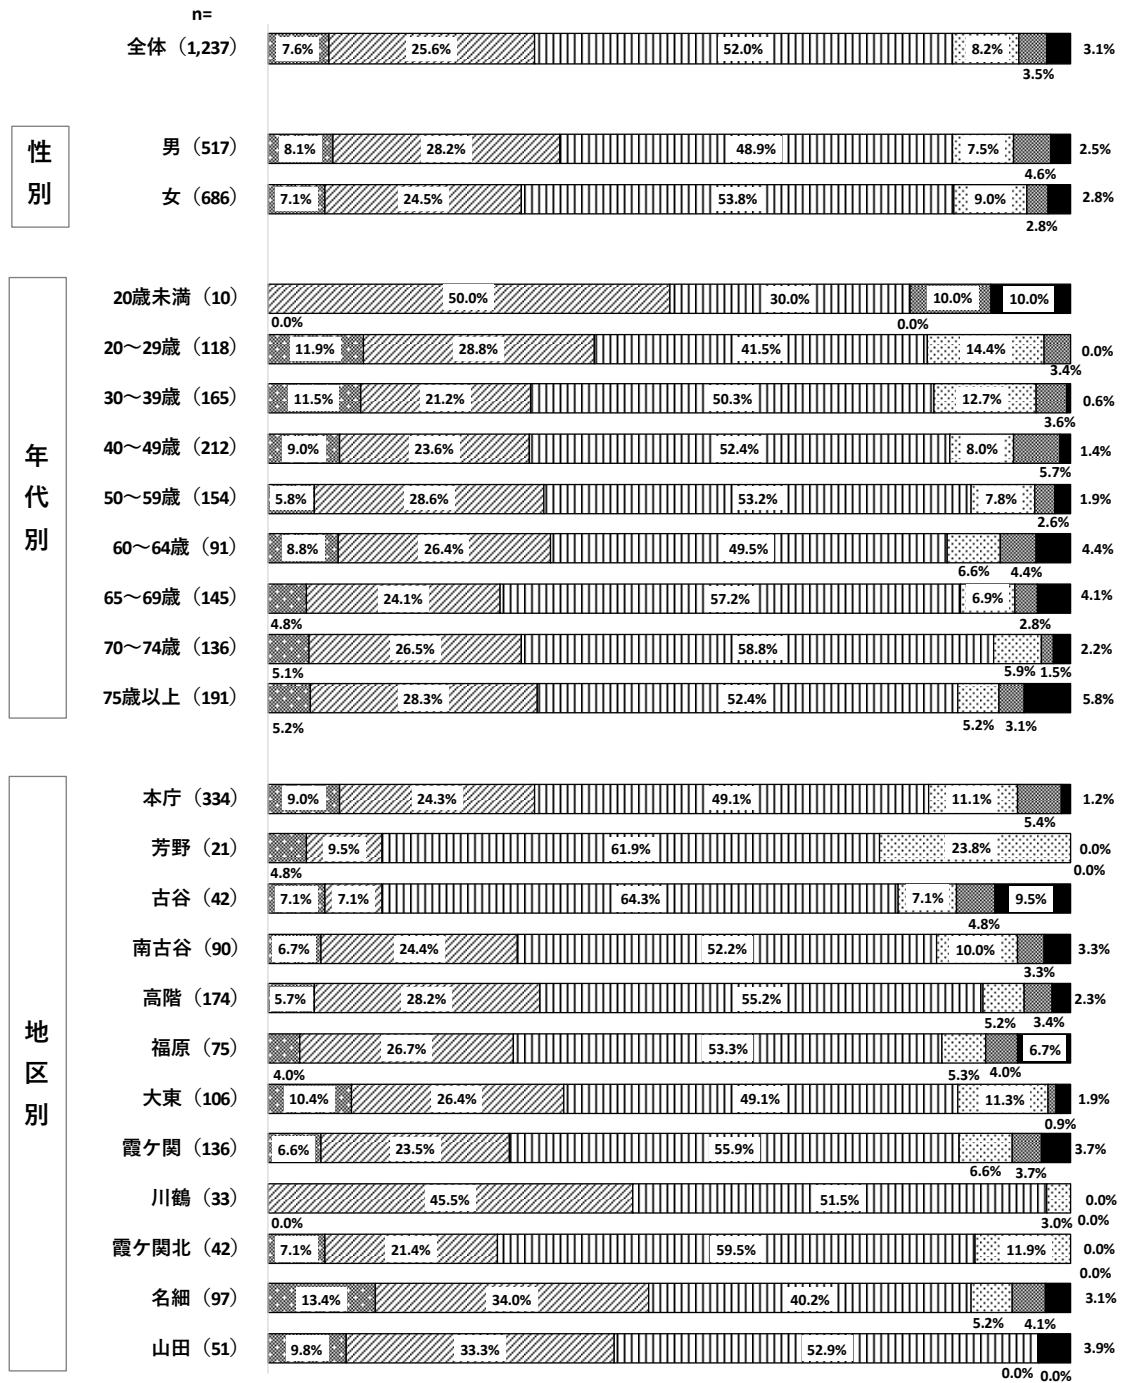 n=
全体（1,237） 7.6% 25.6% 52.0% 8.2% 3.1%
3.5%
性別
男（517） 8.1% 28.2% 48.9% 7.5% 2.5%
4.6%
女（686） 7.1% 24.5% 53.8% 9.0% 2.8%
2.8%
年代別
20歳未満（10） 50.0% 30.0% 10.0% 10.0%
0.0% 0.0%
20～29歳（118） 11.9% 28.8% 41.5% 14.4% 0.0%
3.4%
30～39歳（165） 11.5% 21.2% 50.3% 12.7% 0.6%
3.6%
40～49歳（212） 9.0% 23.6% 52.4% 8.0% 1.4%
5.7%
50～59歳（154） 5.8% 28.6% 53.2% 7.8% 1.9%
2.6%
60～64歳（91） 8.8% 26.4% 49.5% 4.4%
6.6% 4.4%
65～69歳（145） 24.1% 57.2% 6.9% 4.1%
4.8% 2.8%
70～74歳（136） 26.5% 58.8% 2.2%
5.1% 5.9% 1.5%
75歳以上（191） 28.3% 52.4% 5.8%
5.2% 5.2% 3.1%
地区別
本庁（334） 9.0% 24.3% 49.1% 11.1% 1.2%
5.4%
芳野（21） 9.5% 61.9% 23.8% 0.0%
4.8% 0.0%
古谷（42） 7.1% 7.1% 64.3% 7.1% 9.5%
4.8%
南古谷（90） 6.7% 24.4% 52.2% 10.0% 3.3%
3.3%
高階（174） 5.7% 28.2% 55.2% 2.3%
5.2% 3.4%
福原（75） 26.7% 53.3% 6.7%
4.0% 5.3% 4.0%
大東（106） 10.4% 26.4% 49.1% 11.3% 1.9%
0.9%
霞ケ関（136） 6.6% 23.5% 55.9% 3.7%
6.6% 3.7%
川鶴（33） 45.5% 51.5% 0.0%
0.0% 3.0% 0.0%
霞ケ関北（42） 7.1% 21.4% 59.5% 11.9% 0.0%
0.0%
名細（97） 13.4% 34.0% 40.2% 3.1%
5.2% 4.1%
山田（51） 9.8% 33.3% 52.9% 3.9%
0.0% 0.0%